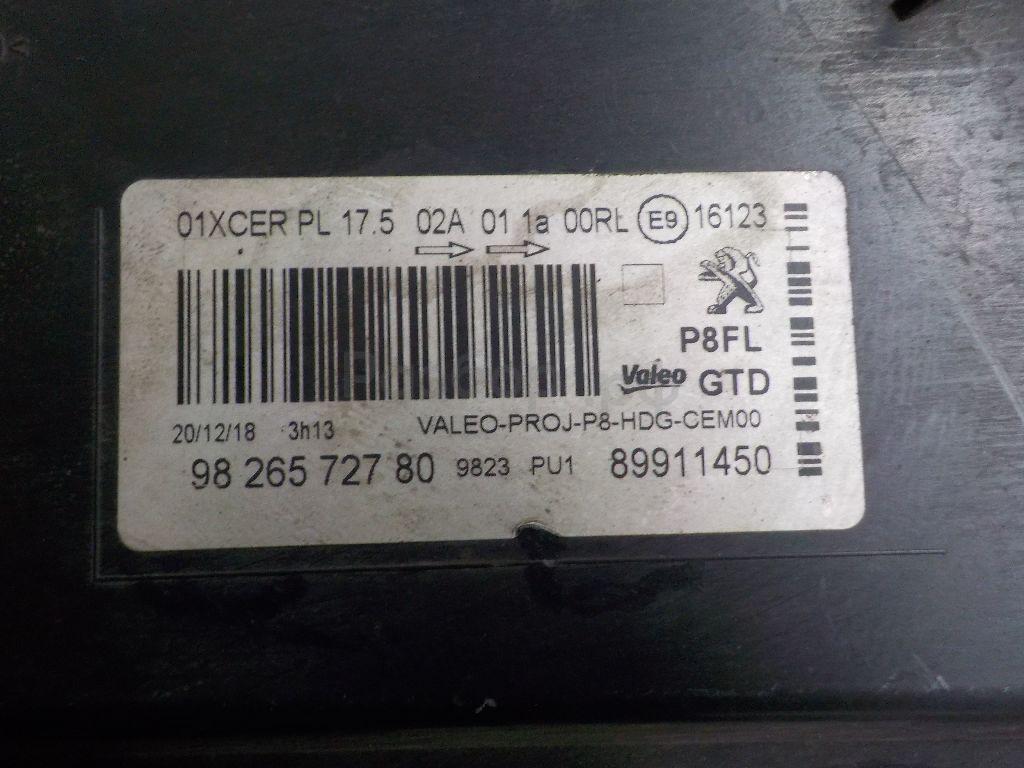 01XCER PL 17.5 02A 01 1a 00RL E9 16123
P8FL
Valeo GTD
20/12/18 3h13 VALEO-PROJ-P8-HDG-CEM00
98 265 727 80 9823 PU1 89911450